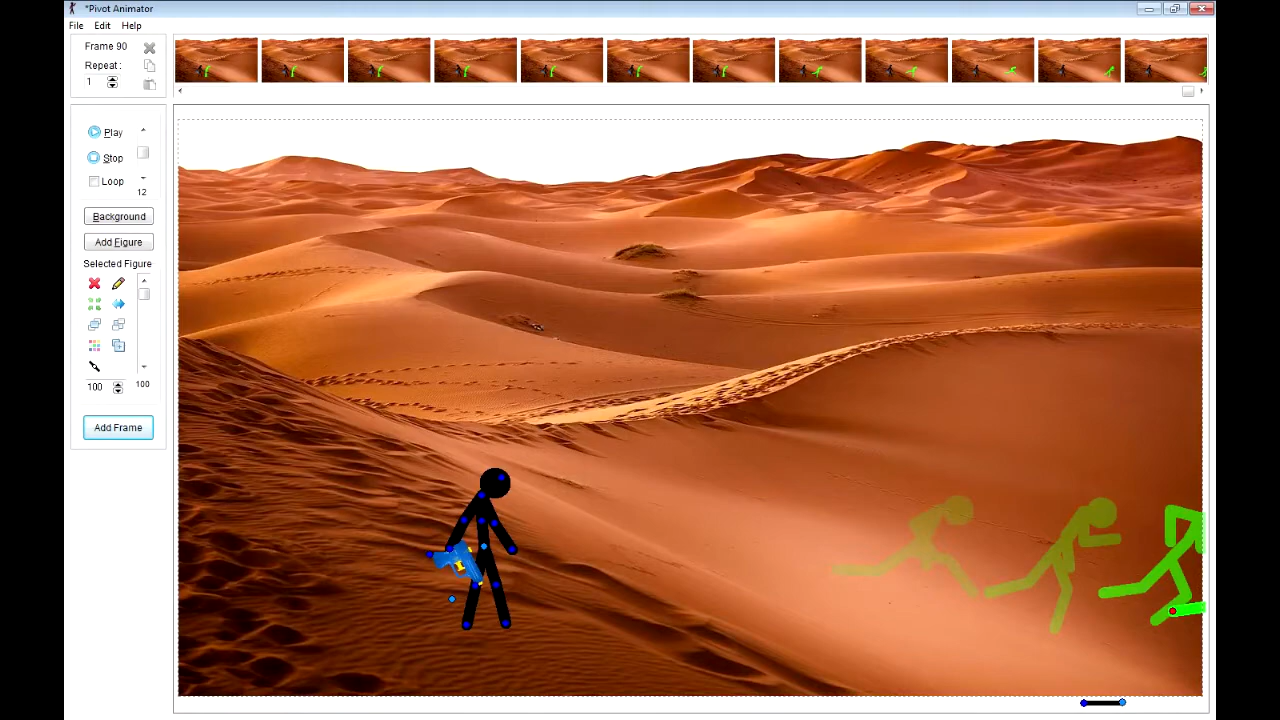 *Pivot Animator
File Edit Help
Frame 90
Repeat:
1
Play
Stop
Loop
12
Background
Add Figure
Selected Figure
100
100
Add Frame